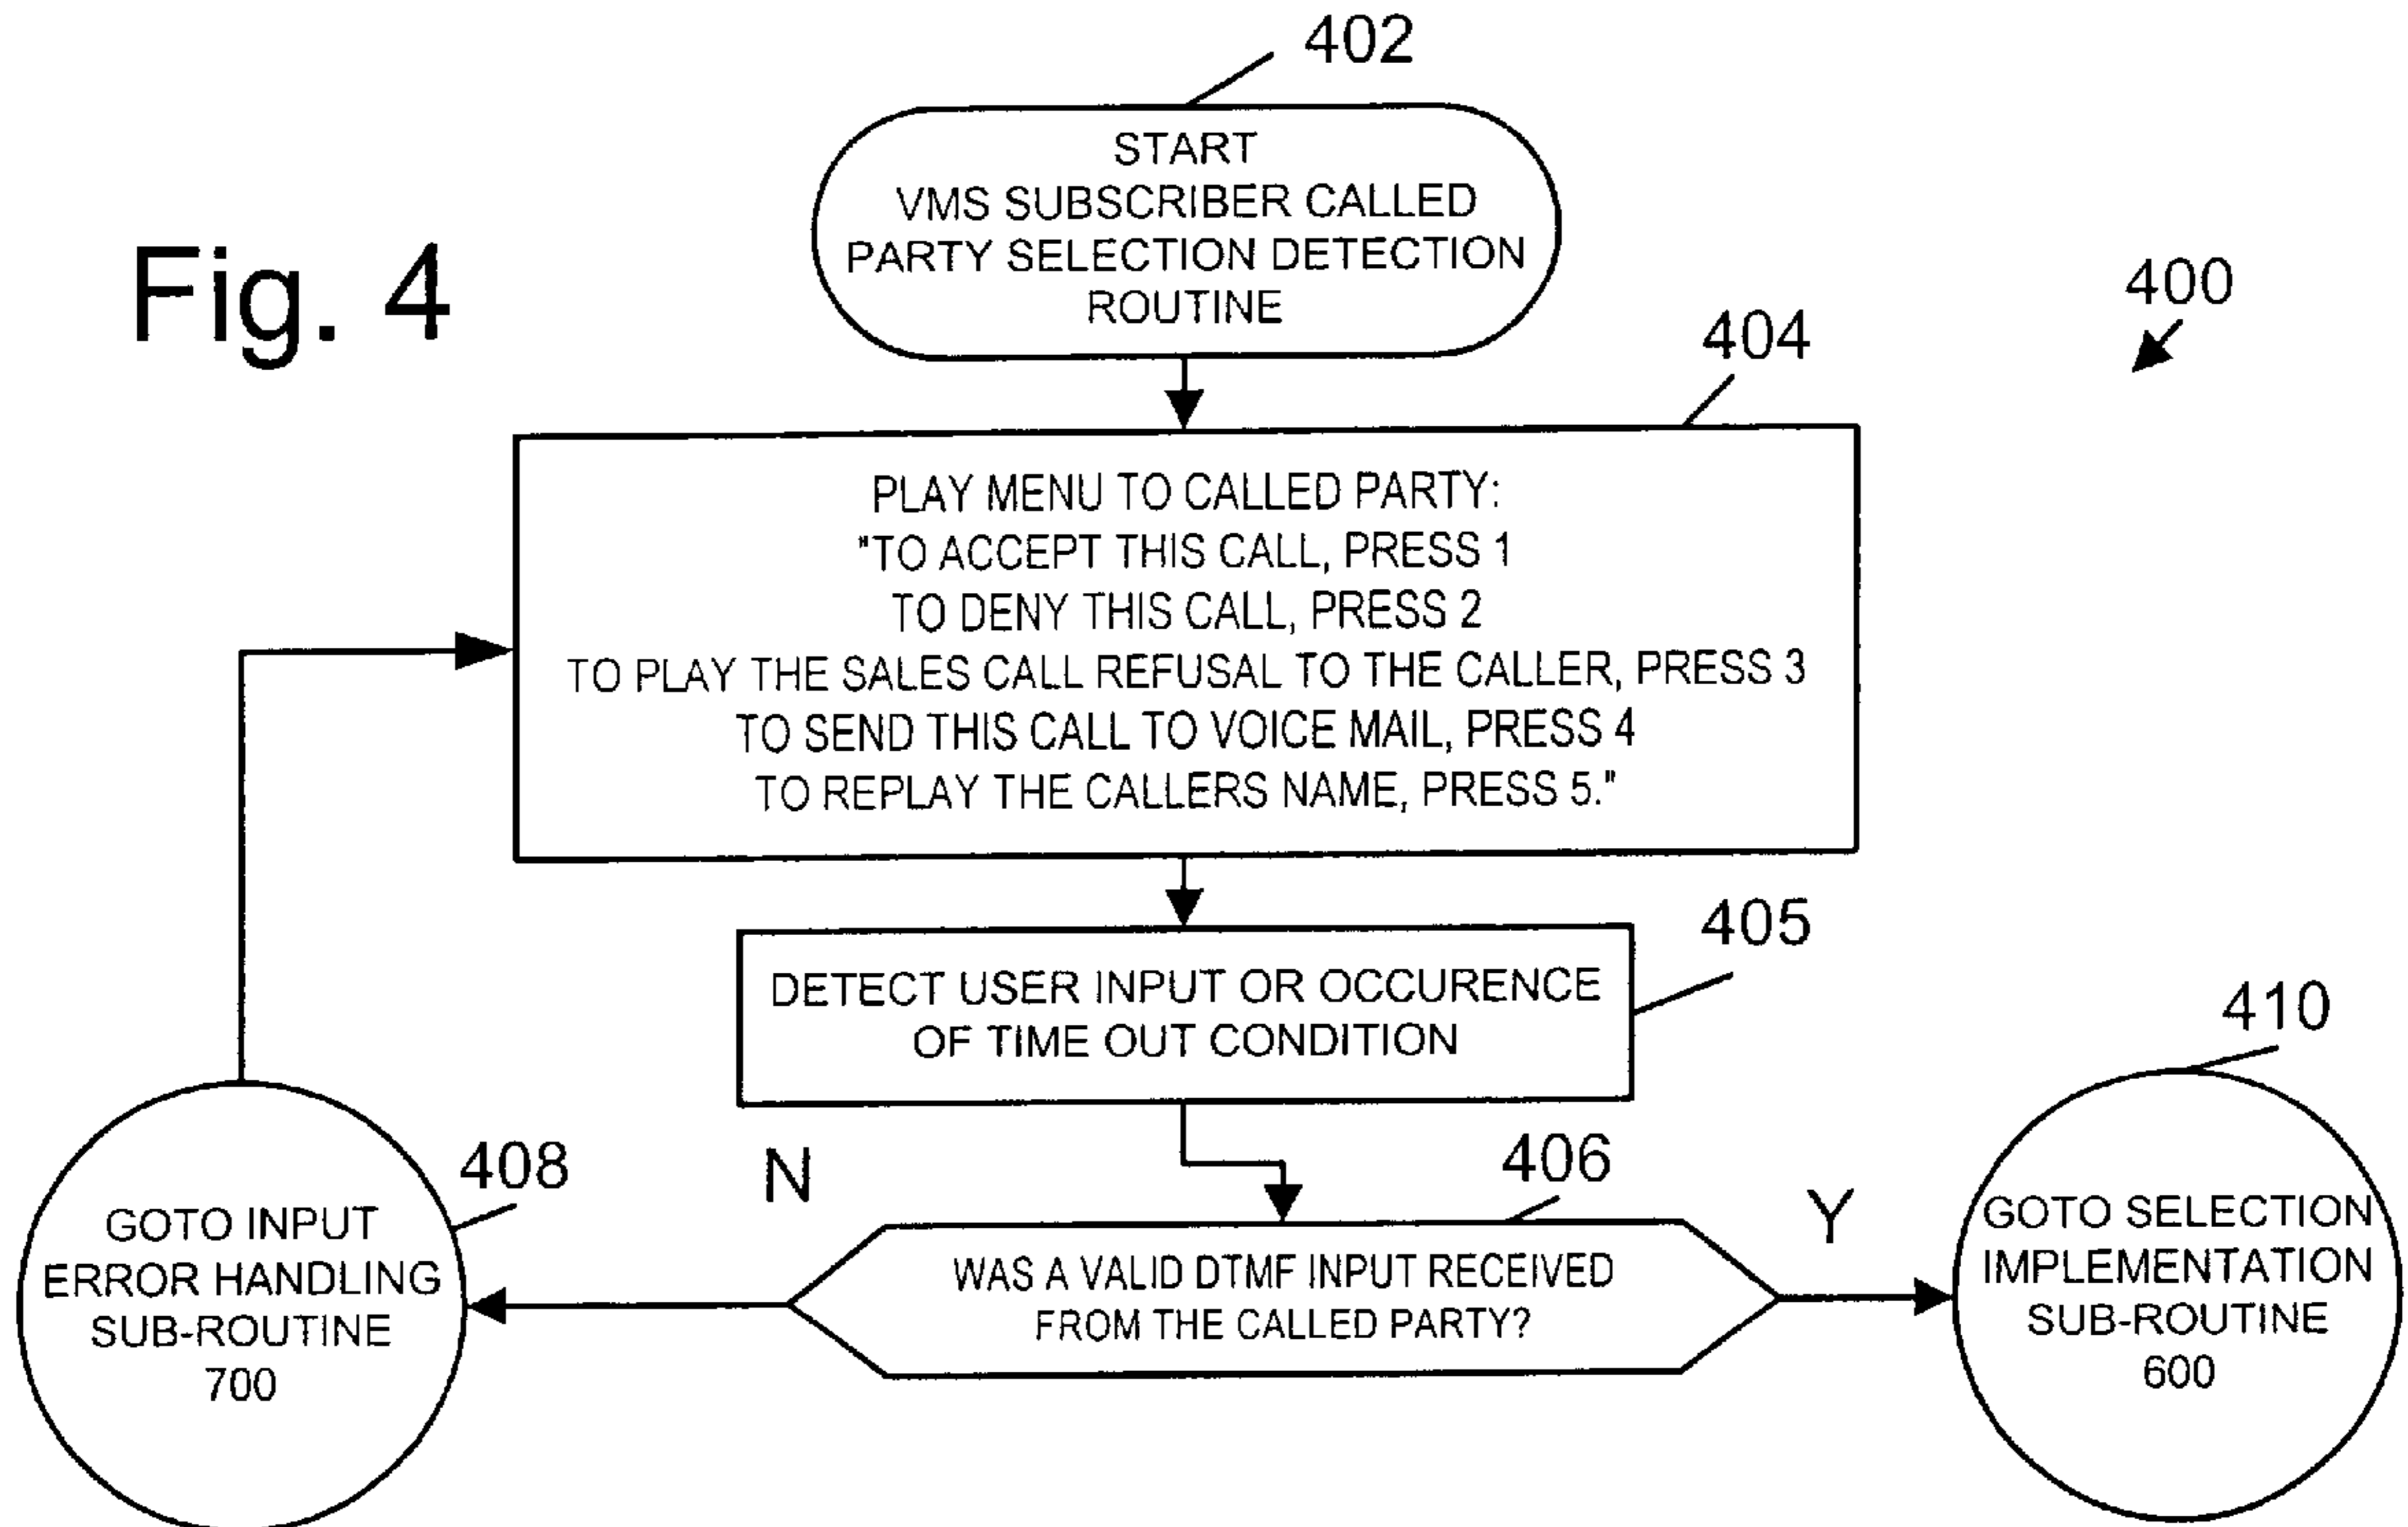 402
START
VMS SUBSCRIBER CALLED
PARTY SELECTION DETECTION
ROUTINE
Fig. 4
400
404
PLAY MENU TO CALLED PARTY:
"TO ACCEPT THIS CALL, PRESS 1
TO DENY THIS CALL, PRESS 2
TO PLAY THE SALES CALL REFUSAL TO THE CALLER, PRESS 3
TO SEND THIS CALL TO VOICE MAIL, PRESS 4
TO REPLAY THE CALLERS NAME, PRESS 5."
405
DETECT USER INPUT OR OCCURENCE
OF TIME OUT CONDITION
410
408
N
406
Y
GOTO INPUT
ERROR HANDLING
SUB-ROUTINE
700
WAS A VALID DTMF INPUT RECEIVED
FROM THE CALLED PARTY?
GOTO SELECTION
IMPLEMENTATION
SUB-ROUTINE
600